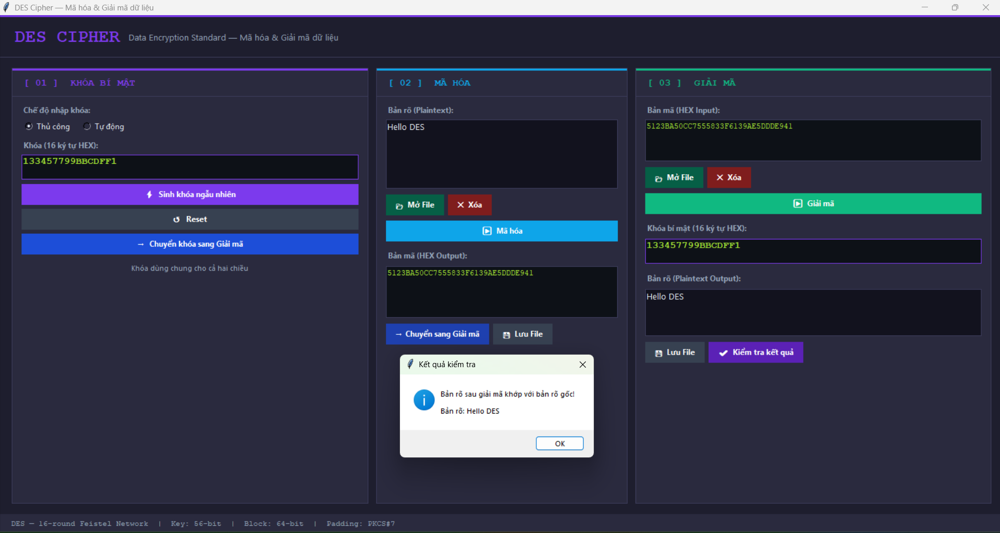 DES Cipher — Mã hóa & Giải mã dữ liệu
DES CIPHER Data Encryption Standard — Mã hóa & Giải mã dữ liệu
[ 01 ] KHÓA BÍ MẬT
Chế độ nhập khóa:
Thủ công Tự động
Khóa (16 ký tự HEX):
133457799BBCDFF1
Sinh khóa ngẫu nhiên
Reset
→ Chuyển khóa sang Giải mã
Khóa dùng chung cho cả hai chiều
[ 02 ] MÃ HÓA
Bản rõ (Plaintext):
Hello DES
Mở File Xóa
Mã hóa
Bản mã (HEX Output):
5123BA50CC7555833F6139AE5DDDE941
→ Chuyển sang Giải mã Lưu File
[ 03 ] GIẢI MÃ
Bản mã (HEX Input):
5123BA50CC7555833F6139AE5DDDE941
Mở File Xóa
Giải mã
Khóa bí mật (16 ký tự HEX):
133457799BBCDFF1
Bản rõ (Plaintext Output):
Hello DES
Lưu File Kiểm tra kết quả
Kết quả kiểm tra
Bản rõ sau giải mã khớp với bản rõ gốc!
Bản rõ: Hello DES
OK
DES — 16-round Feistel Network | Key: 56-bit | Block: 64-bit | Padding: PKCS#7